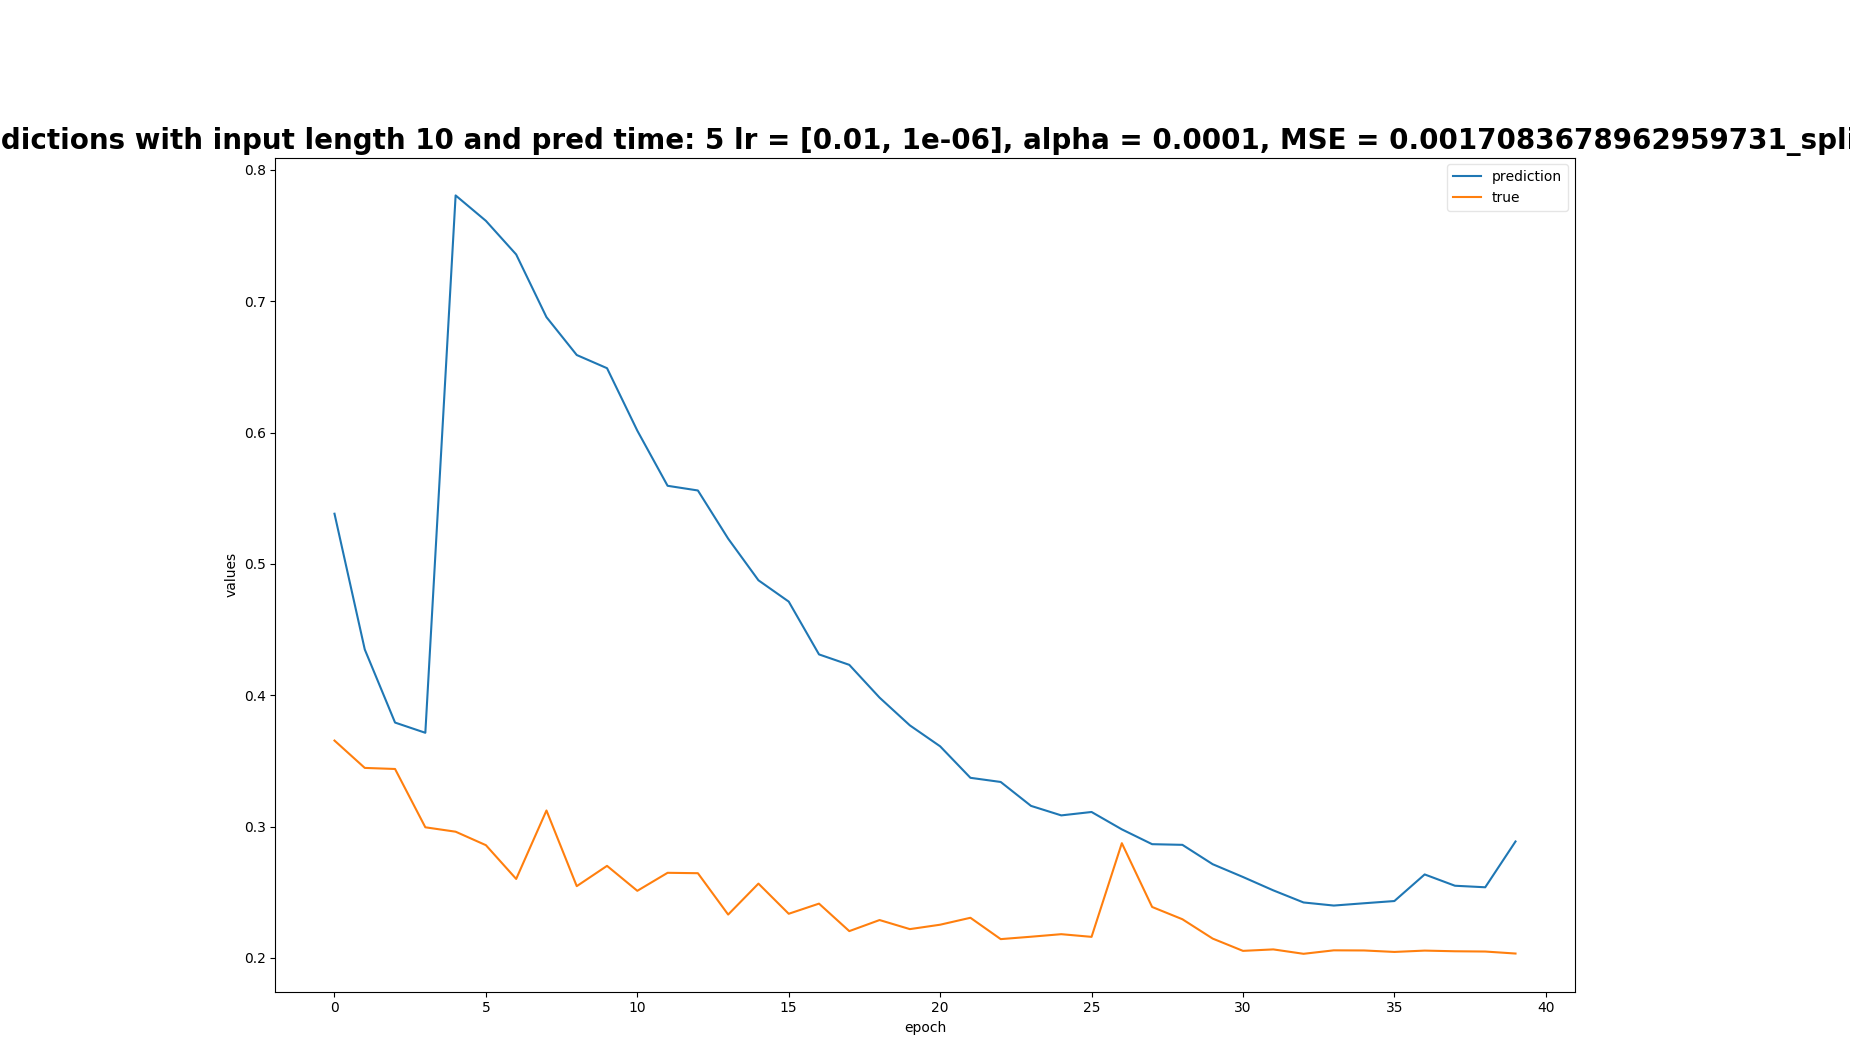 dictions with input length 10 and pred time: 5 lr = [0.01, 1e-06], alpha = 0.0001, MSE = 0.0017083678962959731_spli
prediction
true
0.8
0.7
0.6
0.5
0.4
0.3
0.2
values
0 5 10 15 20 25 30 35 40
epoch